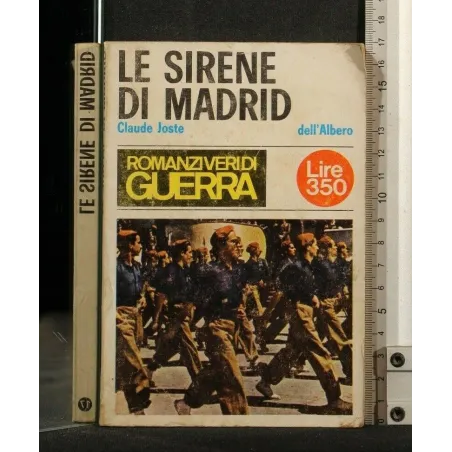 LE SIRENE DI MADRID
LE SIRENE
DI MADRID
Claude Joste
dell'Albero
ROMANZI VERI DI
GUERRA
Lire
350